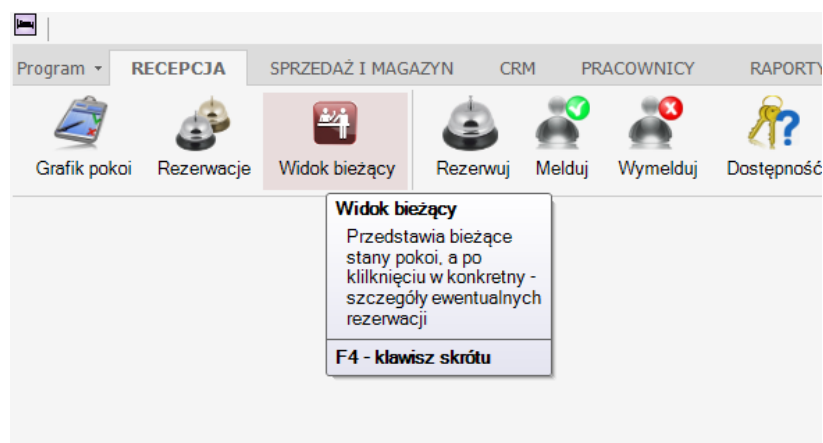 Program RECEPCJA SPRZEDAŻ I MAGAZYN CRM PRACOWNICY RAPORTY
Grafik pokoi Rezerwacje Widok bieżący Rezerwuj Melduj Wymelduj Dostępność
Widok bieżący
Przedstawia bieżące
stany pokoi, a po
klilknięciu w konkretny -
szczegóły ewentualnych
rezerwacji
F4 - klawisz skrótu